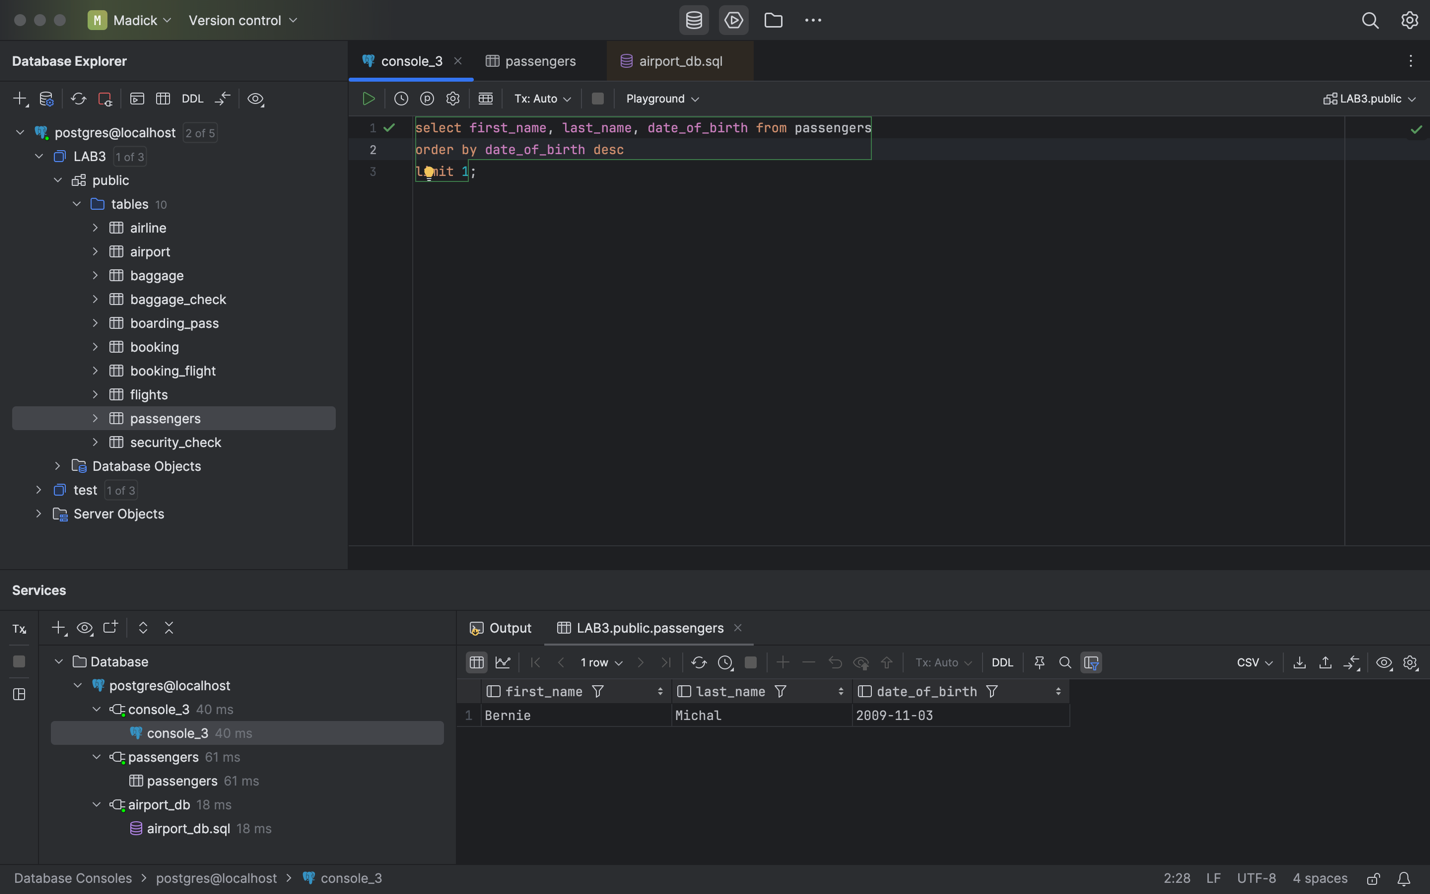 M Madick Version control
Database Explorer
console_3 passengers airport_db.sql
DDL
Tx: Auto Playground LAB3.public
postgres@localhost 2 of 5
LAB3 1 of 3
public
tables 10
airline
airport
baggage
baggage_check
boarding_pass
booking
booking_flight
flights
passengers
security_check
Database Objects
test 1 of 3
Server Objects
1 select first_name, last_name, date_of_birth from passengers
2 order by date_of_birth desc
3 limit 1;
Services
Tx
Database
postgres@localhost
console_3 40 ms
console_3 40 ms
passengers 61 ms
passengers 61 ms
airport_db 18 ms
airport_db.sql 18 ms
Output LAB3.public.passengers
1 row Tx: Auto DDL CSV
first_name last_name date_of_birth
1 Bernie Michal 2009-11-03
Database Consoles postgres@localhost console_3
2:28 LF UTF-8 4 spaces